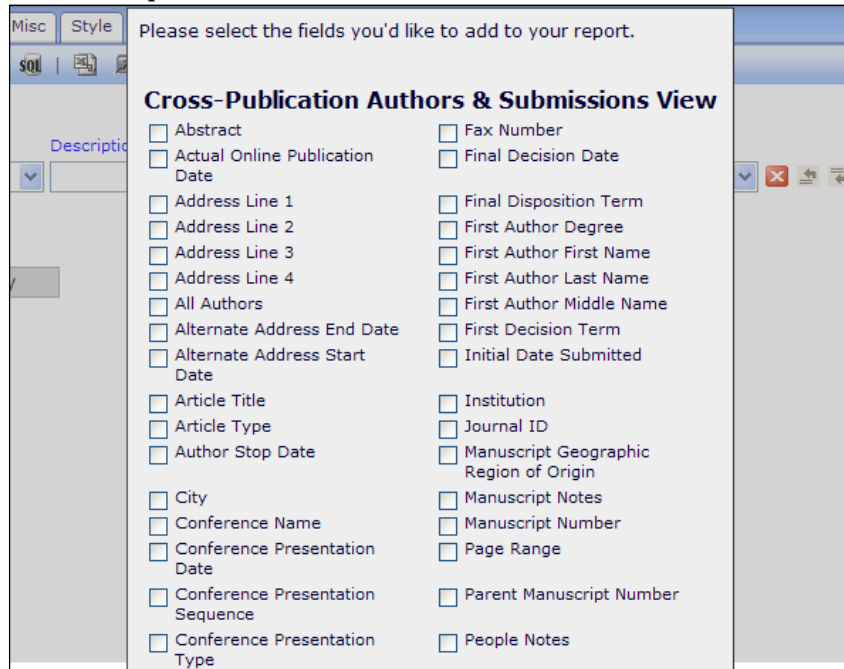 Misc
Style
Please select the fields you'd like to add to your report.
SQL
Cross-Publication Authors & Submissions View
Abstract
Fax Number
Actual Online Publication
Date
Final Decision Date
Address Line 1
Final Disposition Term
Address Line 2
First Author Degree
Address Line 3
First Author First Name
Address Line 4
First Author Last Name
All Authors
First Author Middle Name
Alternate Address End Date
First Decision Term
Alternate Address Start
Date
Initial Date Submitted
Article Title
Institution
Article Type
Journal ID
Author Stop Date
Manuscript Geographic
Region of Origin
City
Manuscript Notes
Conference Name
Manuscript Number
Conference Presentation
Date
Page Range
Conference Presentation
Sequence
Parent Manuscript Number
Conference Presentation
Type
People Notes